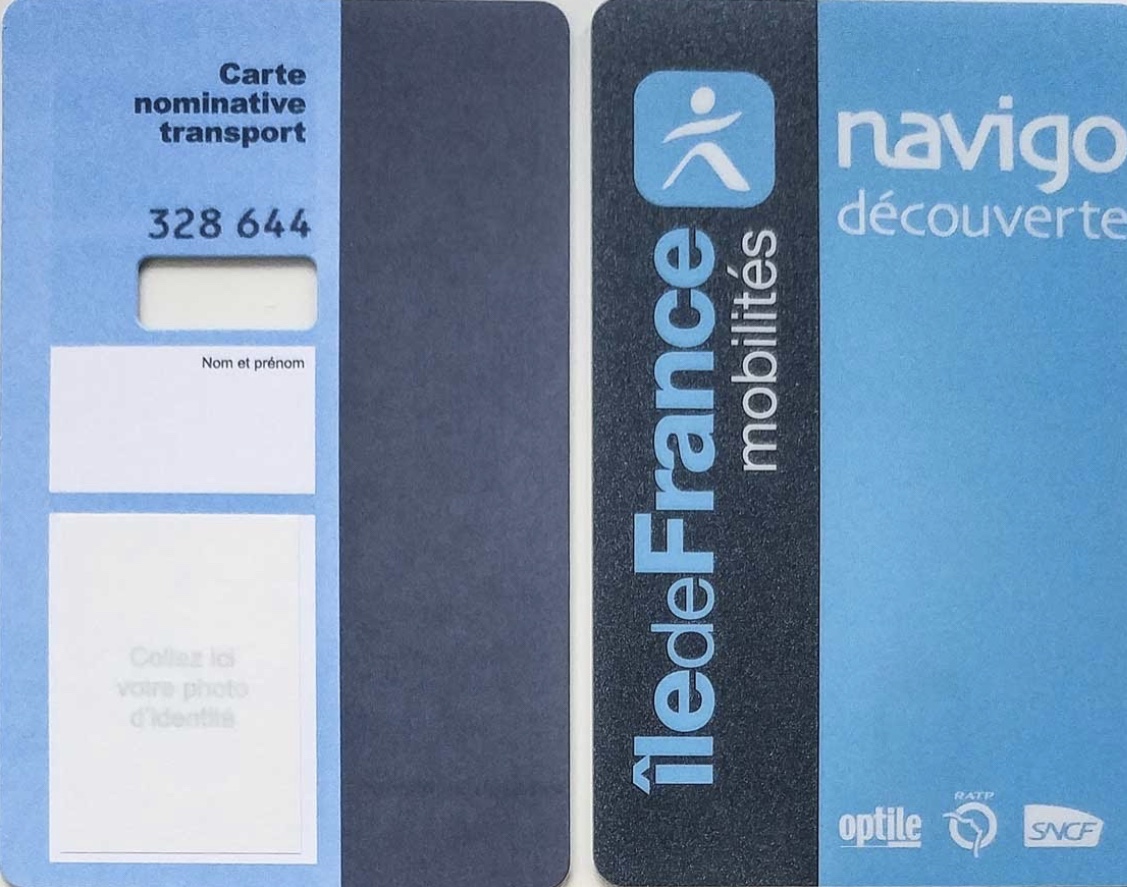 Carte
nominative
transport
328 644
Nom et prénom
Collez ici
votre photo
d'identité
îledeFrance
mobilités
navigo
découverte
optile
RATP
SNCF